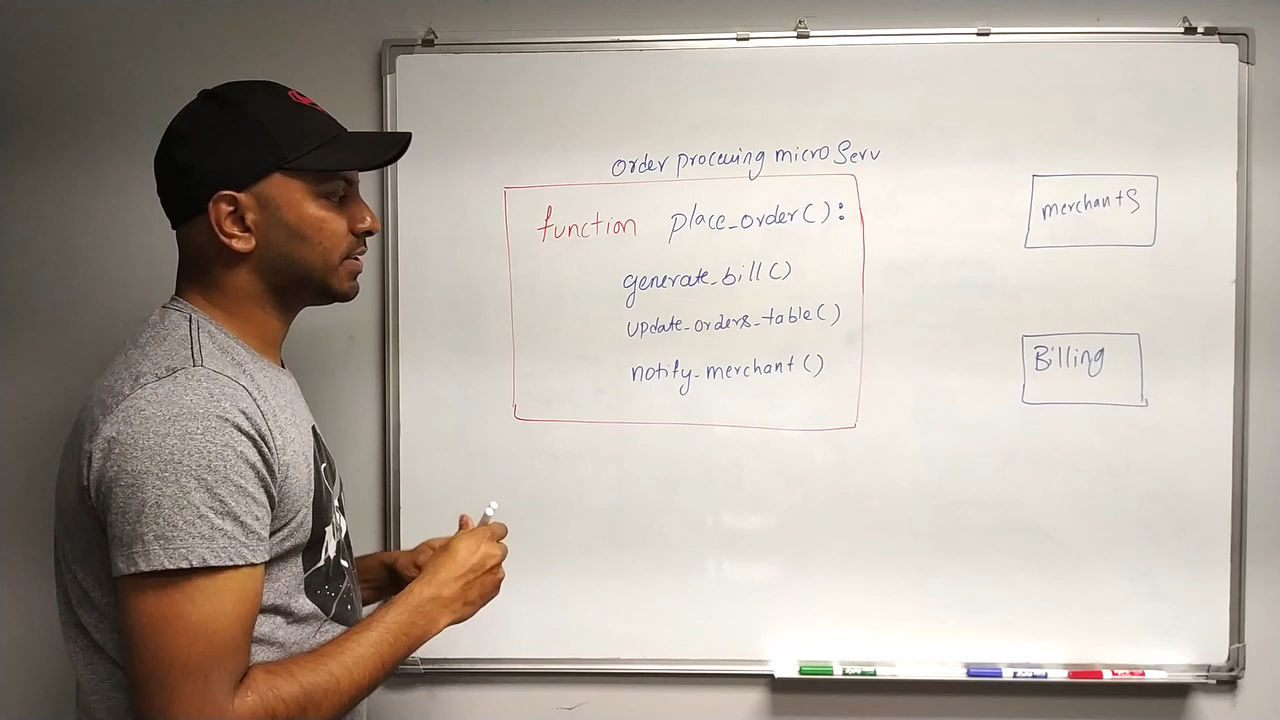 order processing micro Serv
function place_order():
generate_bill()
update_orders_table()
notify_merchant()
merchants
Billing